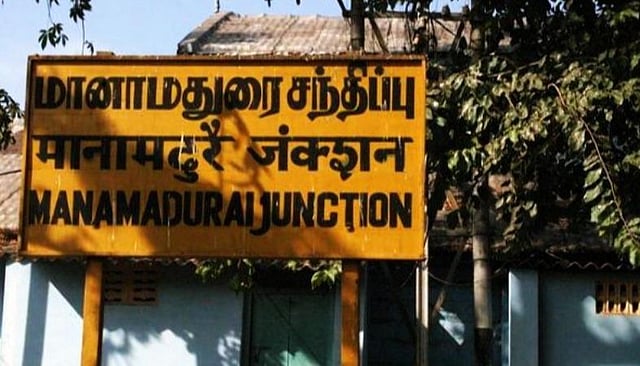 மானாமதுரை சந்திப்பு
मानामदुरै जंक्शन
MANAMADURAI JUNCTION